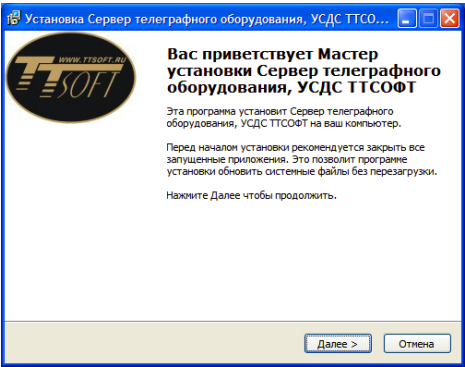 Установка Сервер телеграфного оборудования, УСДС ТТСО...
WWW.TTSOFT.RU
TTSOFT
Вас приветствует Мастер
установки Сервер телеграфного
оборудования, УСДС ТТСОФТ
Эта программа установит Сервер телеграфного
оборудования, УСДС ТТСОФТ на ваш компьютер.
Перед началом установки рекомендуется закрыть все
запущенные приложения. Это позволит программе
установки обновить системные файлы без перезагрузки.
Нажмите Далее чтобы продолжить.
Далее >
Отмена